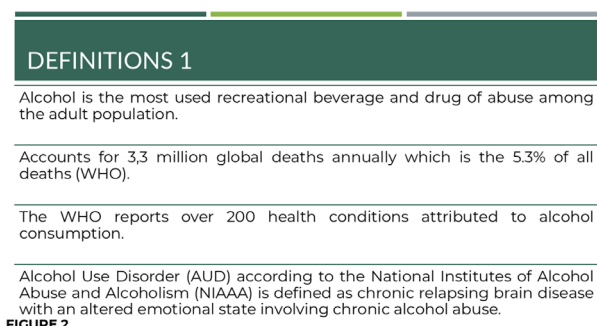 DEFINITIONS 1
Alcohol is the most used recreational beverage and drug of abuse among
the adult population.
Accounts for 3,3 million global deaths annually which is the 5.3% of all
deaths (WHO).
The WHO reports over 200 health conditions attributed to alcohol
consumption.
Alcohol Use Disorder (AUD) according to the National Institutes of Alcohol
Abuse and Alcoholism (NIAAA) is defined as chronic relapsing brain disease
with an altered emotional state involving chronic alcohol abuse.
FIGURE 2